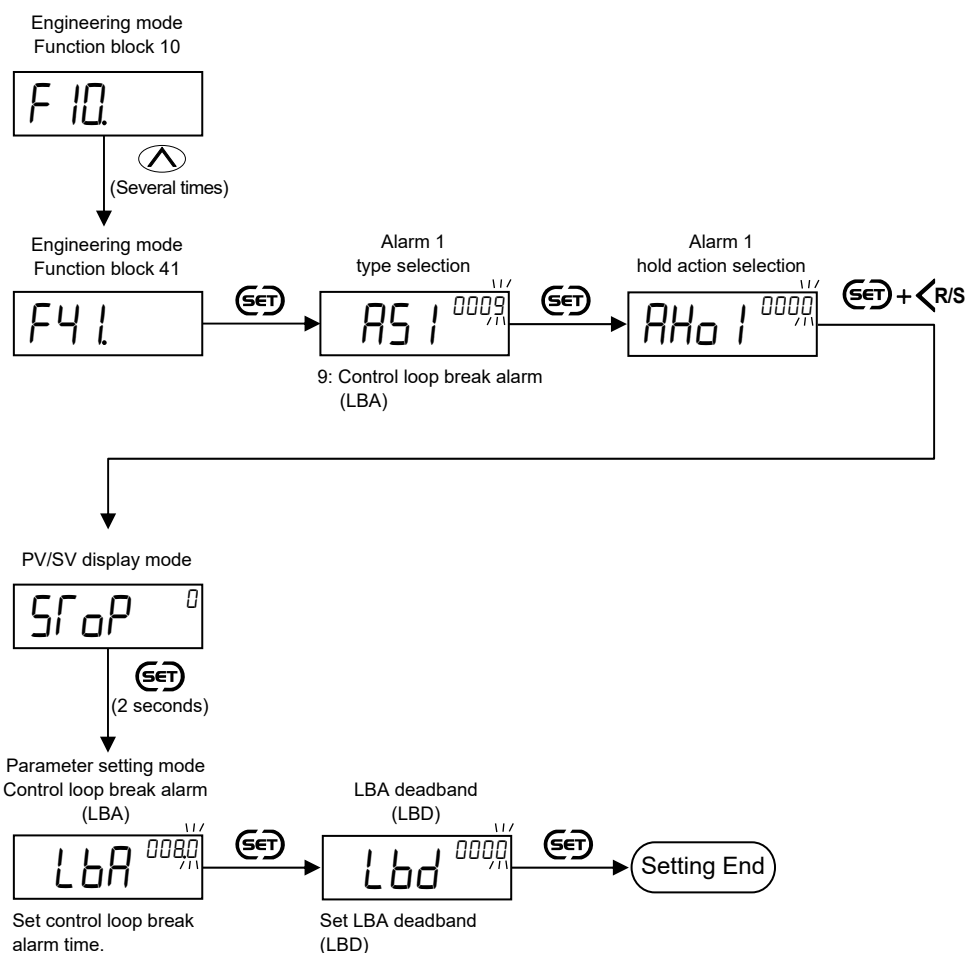 Engineering mode
Function block 10
F 10.
(Several times)
Engineering mode
Function block 41
F41.
SET
Alarm 1
type selection
AS1 0009
9: Control loop break alarm
(LBA)
SET
Alarm 1
hold action selection
AHo1 0000
SET + <R/S
PV/SV display mode
SToP 0
SET
(2 seconds)
Parameter setting mode
Control loop break alarm
(LBA)
LbA 008.0
Set control loop break
alarm time.
SET
LBA deadband
(LBD)
Lbd 0000
Set LBA deadband
(LBD)
SET
Setting End